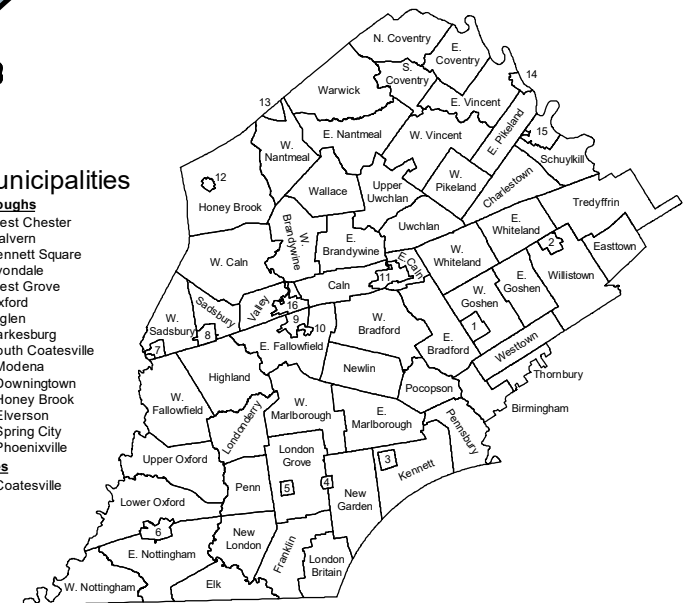 unicipalities
oughs
est Chester
alvern
ennett Square
vondale
est Grove
xford
glen
arkesburg
outh Coatesville
Modena
Downingtown
Honey Brook
Elverson
Spring City
Phoenixville
es
Coatesville
N. Coventry
E.
Coventry
S.
Coventry
14
Warwick
13
E. Vincent
E. Nantmeal
W. Vincent
E. Pikeland
15
Schuylkill
W.
Nantmeal
12
Honey Brook
Wallace
Upper
Uwchlan
W.
Pikeland
Charlestown
Tredyffrin
W.
Brandywine
E.
Brandywine
Uwchlan
E.
Whiteland
2
Easttown
W. Caln
E. Caln
W.
Whiteland
Willistown
Caln
11
E.
Goshen
W.
Goshen
Sadsbury
Valley
16
W.
Sadsbury
9
10
W.
Bradford
1
7
8
E. Fallowfield
E.
Bradford
Westtown
Highland
Newlin
Thornbury
W.
Fallowfield
Pocopson
Birmingham
Londonderry
W.
Marlborough
E.
Marlborough
Pennsbury
Upper Oxford
London
Grove
3
Kennett
Penn
5
4
New
Garden
Lower Oxford
6
New
London
E. Nottingham
Franklin
London
Britain
W. Nottingham
Elk